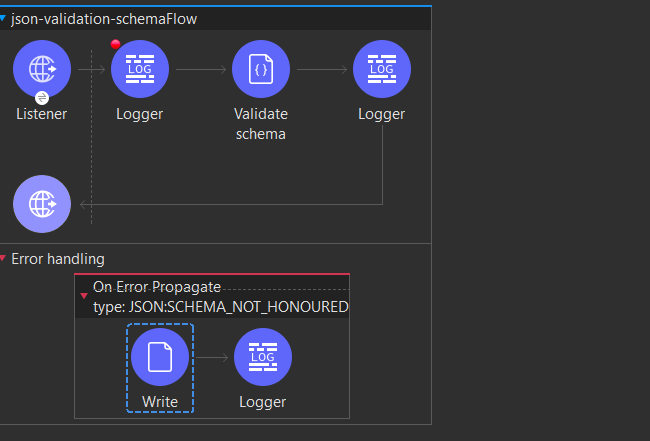 json-validation-schemaFlow
LOG
{ }
LOG
Listener
Logger
Validate
schema
Logger
Error handling
On Error Propagate
type: JSON:SCHEMA_NOT_HONOURED
LOG
Write
Logger